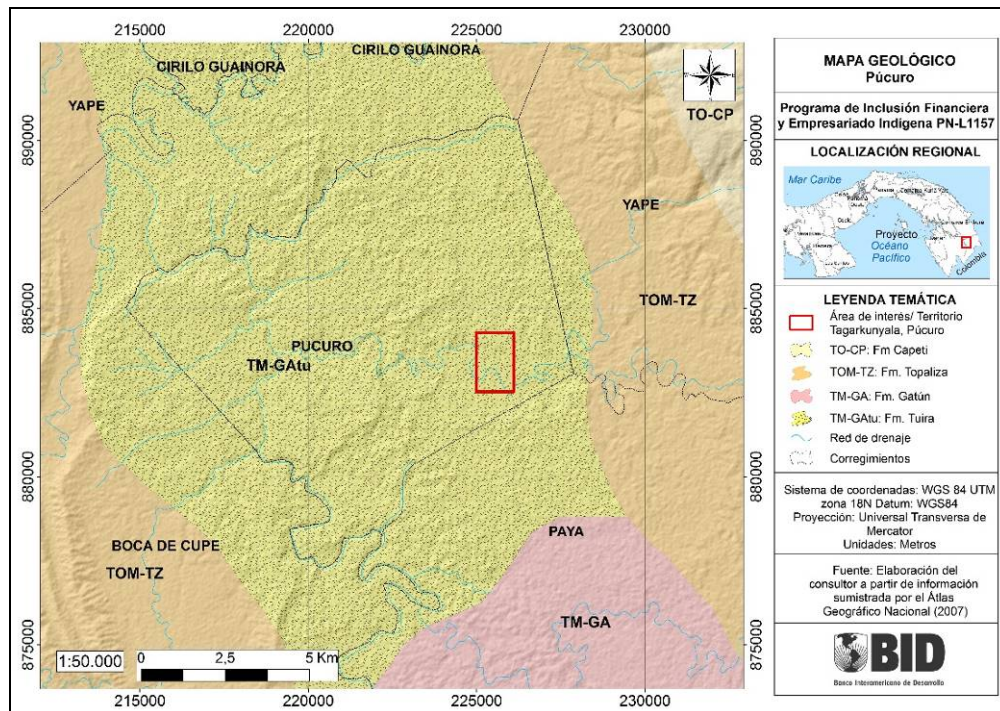 215000
220000
225000
230000
CIRILO GUAINORA
CIRILO GUAINORA
YAPE
TO-CP
890000
890000
YAPE
TOM-TZ
885000
885000
PUCURO
TM-GAtu
880000
880000
BOCA DE CUPE
TOM-TZ
PAYA
TM-GA
875000
875000
1:50.000
0
2,5
5 Km
215000
220000
225000
230000
MAPA GEOLÓGICO
Púcuro
Programa de Inclusión Financiera
y Empresariado Indígena PN-L1157
LOCALIZACIÓN REGIONAL
Mar Caribe
Proyecto
Océano
Pacífico
Colombia
LEYENDA TEMÁTICA
Área de interés/ Territorio
Tagarkunyala, Púcuro
TO-CP: Fm Capeti
TOM-TZ: Fm. Topaliza
TM-GA: Fm. Gatún
TM-GAtu: Fm. Tuira
Red de drenaje
Corregimientos
Sistema de coordenadas: WGS 84 UTM
zona 18N Datum: WGS84
Proyección: Universal Transversa de
Mercator
Unidades: Metros
Fuente: Elaboración del
consultor a partir de información
sumistrada por el Átlas
Geográfico Nacional (2007)
BID
Banco Interamericano de Desarrollo